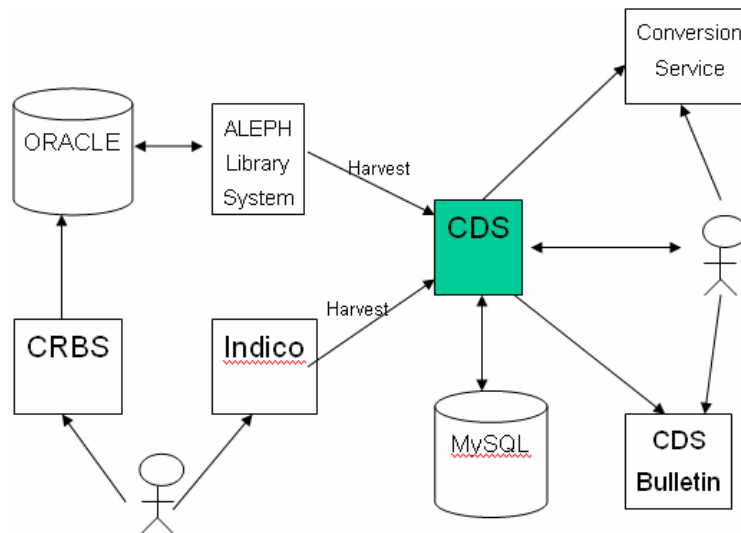 Conversion
Service
ORACLE
ALEPH
Library
System
Harvest
CDS
Harvest
CRBS
Indico
MySQL
CDS
Bulletin